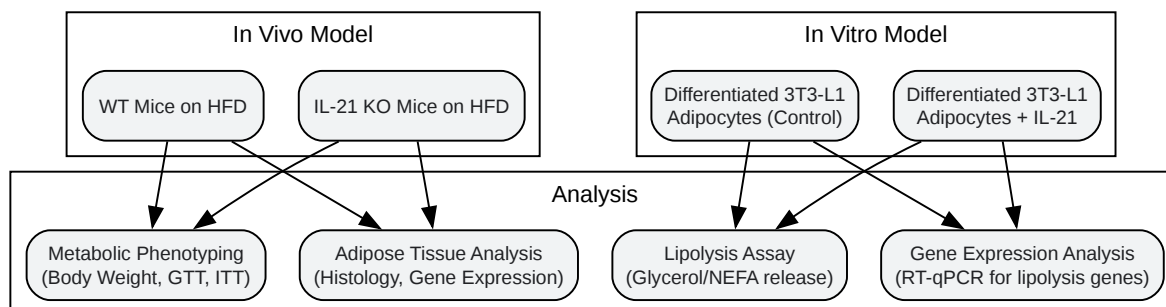 In Vivo Model
WT Mice on HFD
IL-21 KO Mice on HFD
In Vitro Model
Differentiated 3T3-L1
Adipocytes (Control)
Differentiated 3T3-L1
Adipocytes + IL-21
Analysis
Metabolic Phenotyping
(Body Weight, GTT, ITT)
Adipose Tissue Analysis
(Histology, Gene Expression)
Lipolysis Assay
(Glycerol/NEFA release)
Gene Expression Analysis
(RT-qPCR for lipolysis genes)